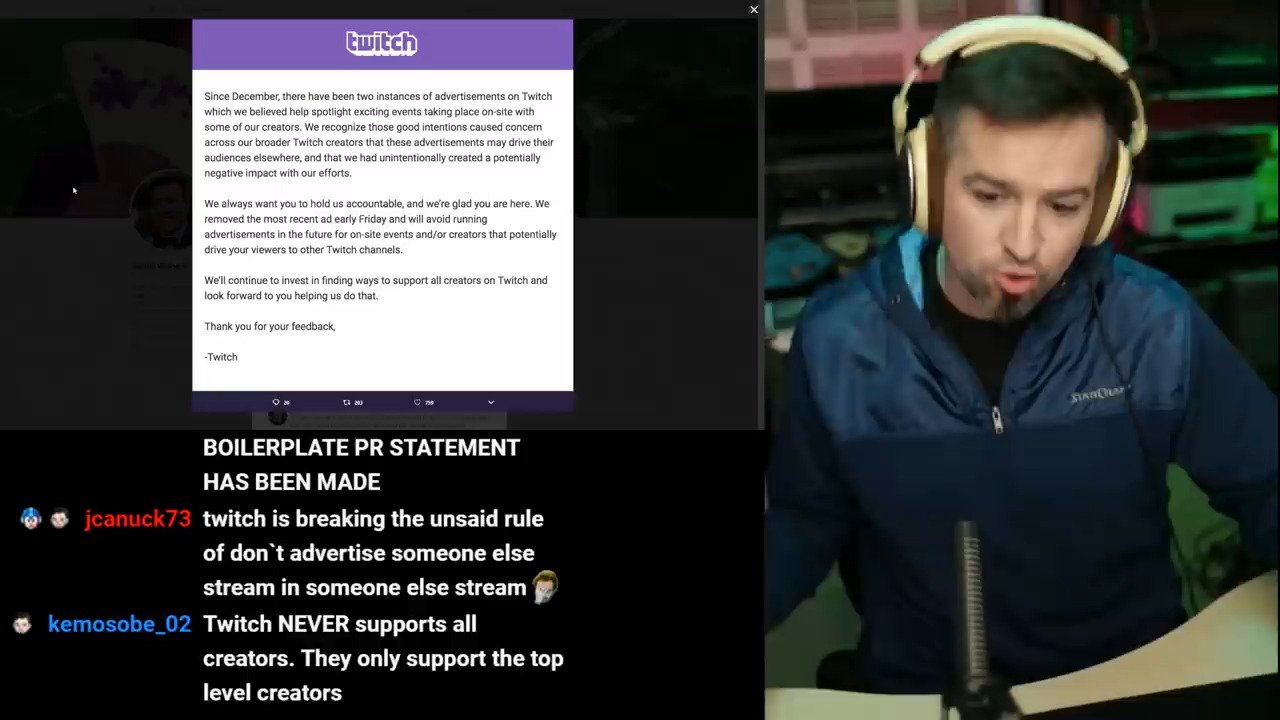 twitch
Since December, there have been two instances of advertisements on Twitch
which we believed help spotlight exciting events taking place on-site with
some of our creators. We recognize those good intentions caused concern
across our broader Twitch creators that these advertisements may drive their
audiences elsewhere, and that we had unintentionally created a potentially
negative impact with our efforts.
We always want you to hold us accountable, and we're glad you are here. We
removed the most recent ad early Friday and will avoid running
advertisements in the future for on-site events and/or creators that potentially
drive your viewers to other Twitch channels.
We'll continue to invest in finding ways to support all creators on Twitch and
look forward to you helping us do that.
Thank you for your feedback,
-Twitch
20 283 759
BOILERPLATE PR STATEMENT
HAS BEEN MADE
jcanuck73 twitch is breaking the unsaid rule
of don`t advertise someone else
stream in someone else stream
kemosobe_02 Twitch NEVER supports all
creators. They only support the top
level creators